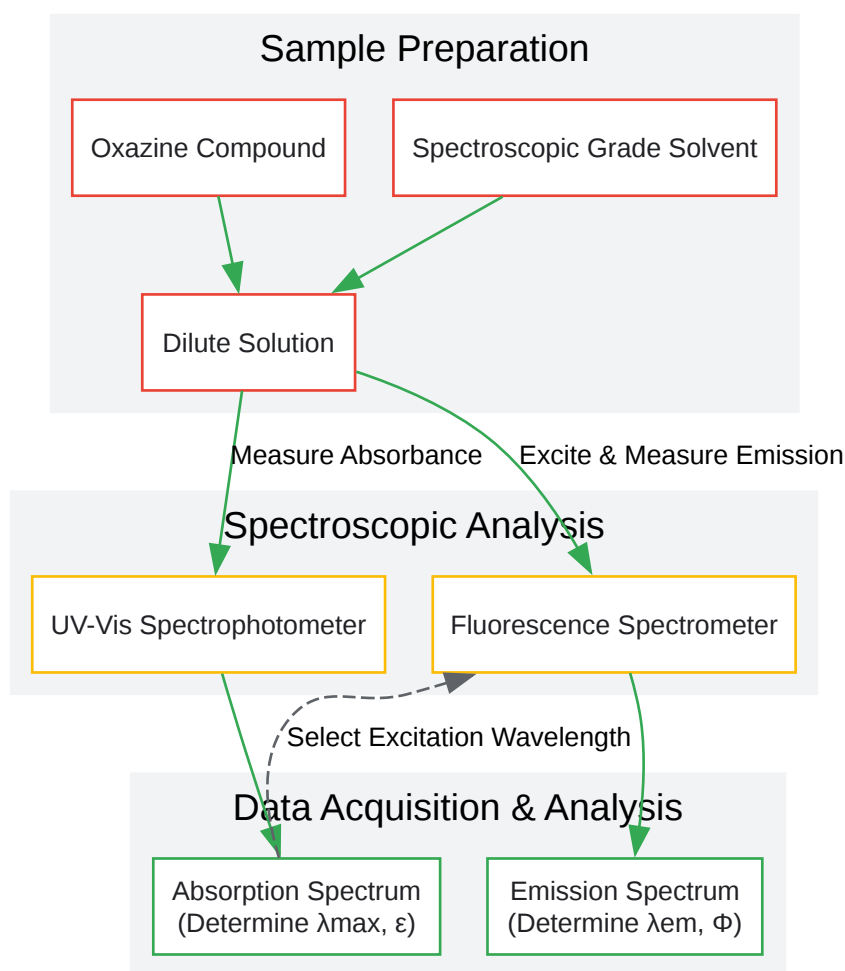 Sample Preparation
Oxazine Compound
Spectroscopic Grade Solvent
Dilute Solution
Measure Absorbance
Excite & Measure Emission
Spectroscopic Analysis
UV-Vis Spectrophotometer
Fluorescence Spectrometer
Select Excitation Wavelength
Data Acquisition & Analysis
Absorption Spectrum
(Determine λmax, ε)
Emission Spectrum
(Determine λem, Φ)